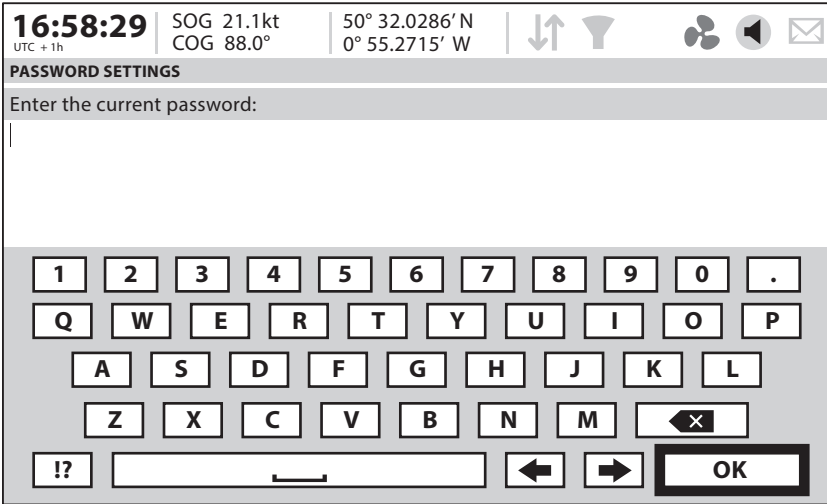 16:58:29
UTC + 1h
SOG 21.1kt
COG 88.0°
50° 32.0286’ N
0° 55.2715’ W
PASSWORD SETTINGS
Enter the current password:
1 2 3 4 5 6 7 8 9 0 .
Q W E R T Y U I O P
A S D F G H J K L
Z X C V B N M
!? OK